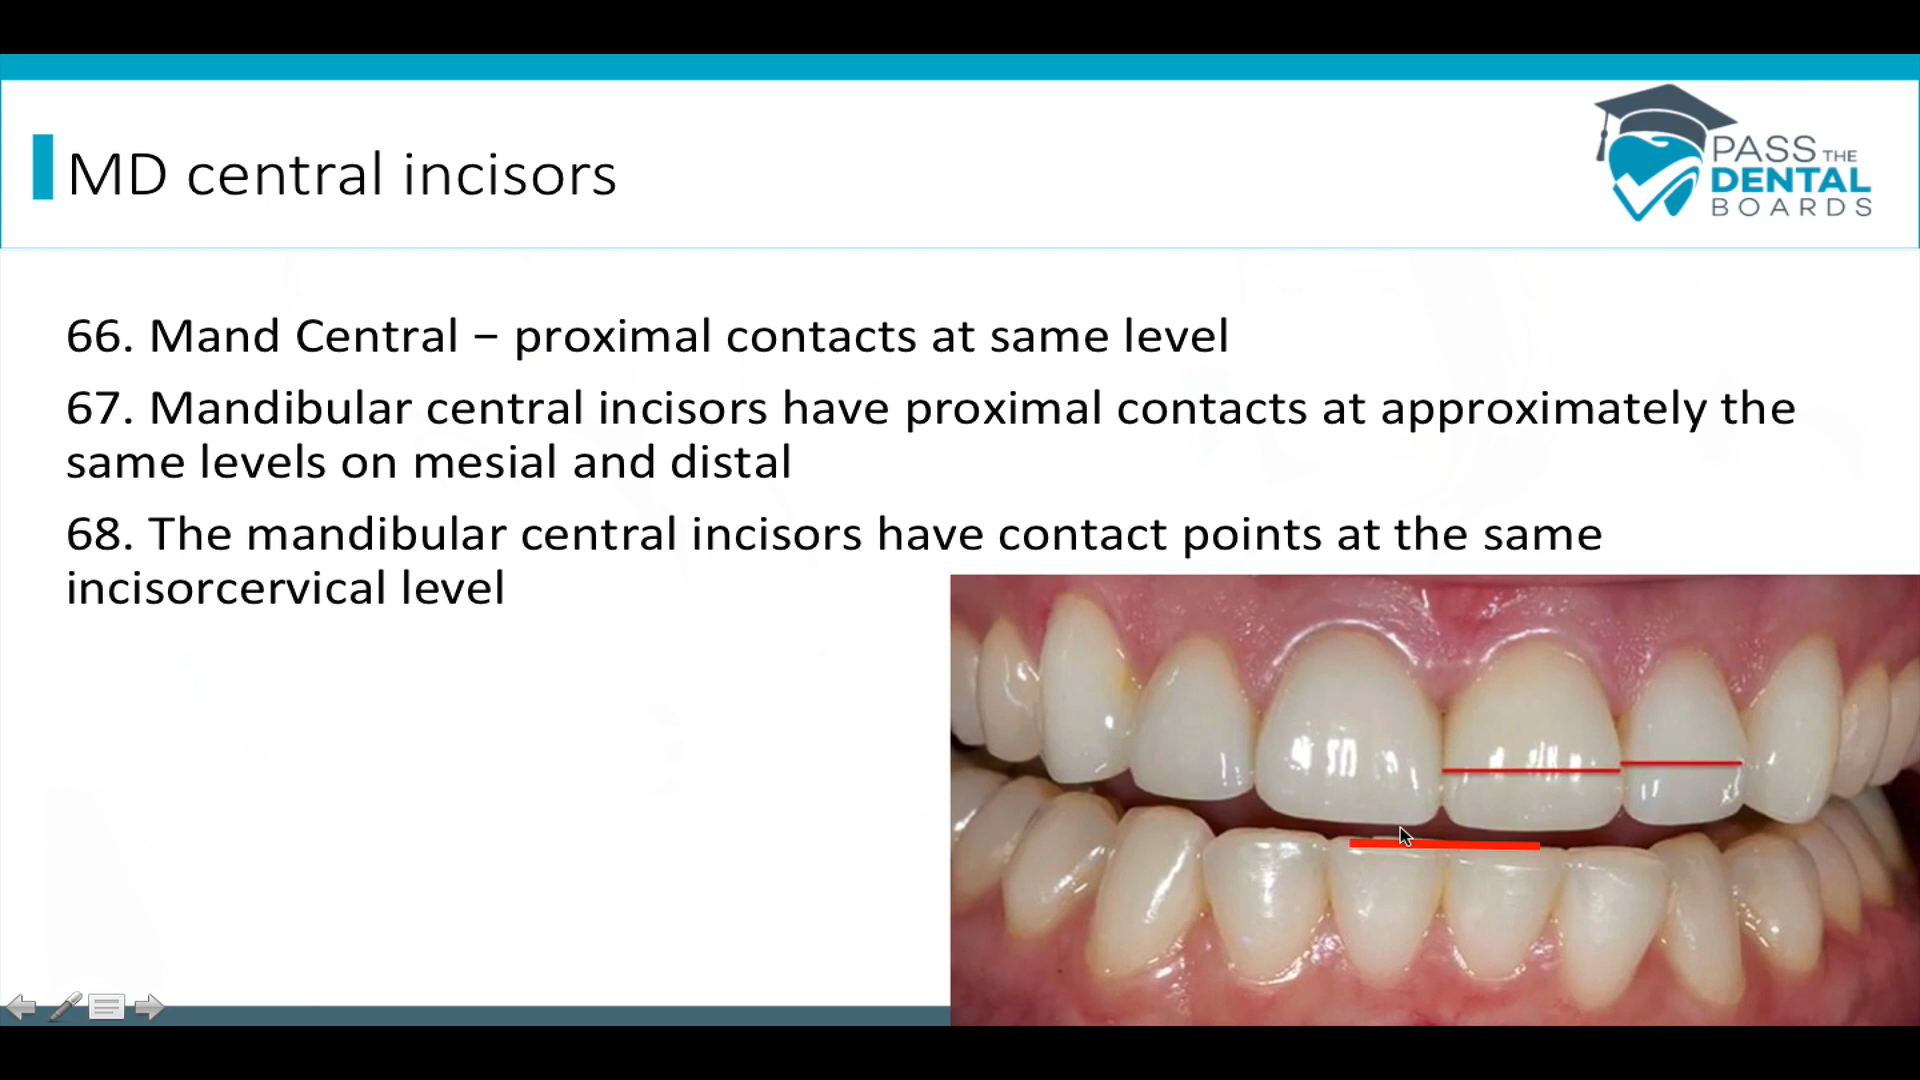 MD central incisors
PASS THE
DENTAL
BOARDS
66. Mand Central – proximal contacts at same level
67. Mandibular central incisors have proximal contacts at approximately the
same levels on mesial and distal
68. The mandibular central incisors have contact points at the same
incisorcervical level